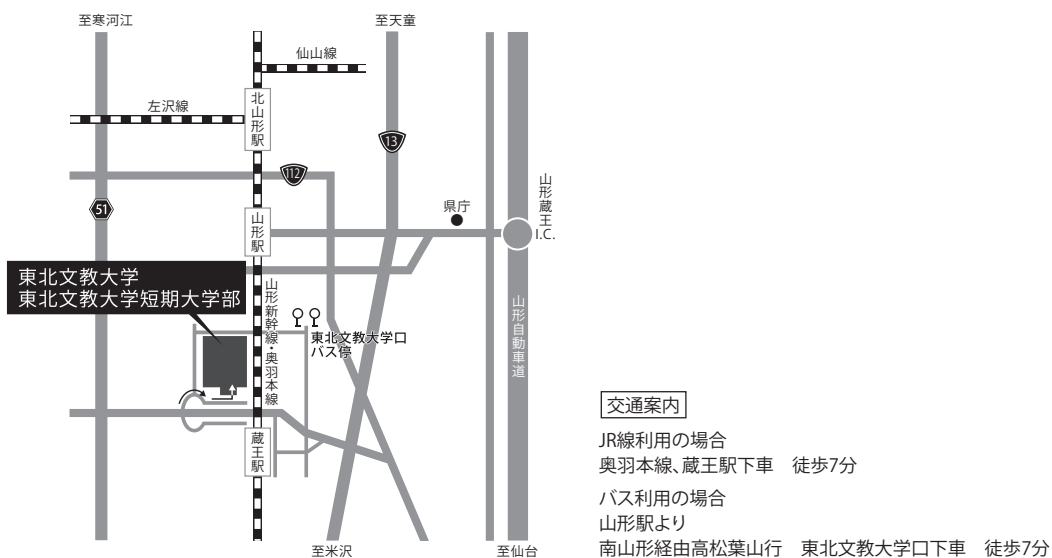 至寒河江
至天童
仙山線
左沢線
北山形駅
13
112
51
県庁
山形蔵王
I.C.
山形駅
東北文教大学
東北文教大学短期大学部
山形新幹線・奥羽本線
東北文教大学口
バス停
山形自動車道
蔵王駅
至米沢
至仙台
交通案内
JR線利用の場合
奥羽本線、蔵王駅下車　徒歩7分
バス利用の場合
山形駅より
南山形経由高松葉山行　東北文教大学口下車　徒歩7分